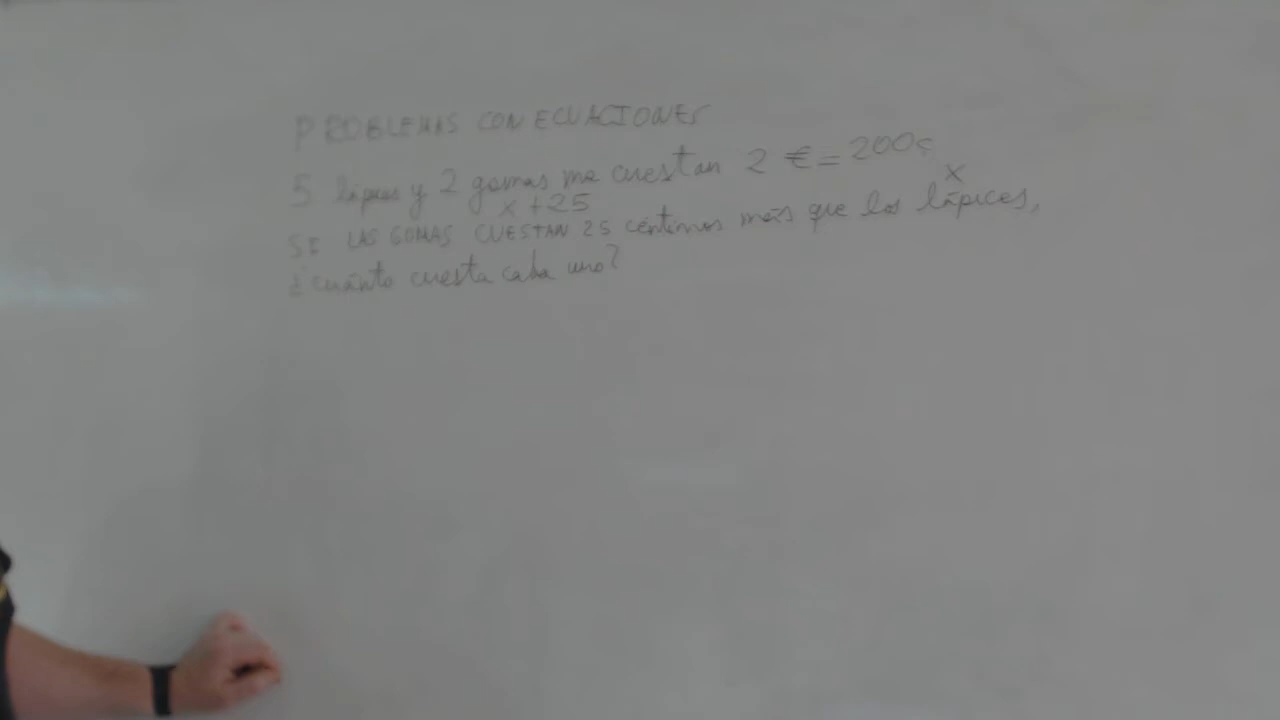 PROBLEMAS CON ECUACIONES
5 lápices y 2 gomas me cuestan 2 € = 200c
x + 25 x
SI LAS GOMAS CUESTAN 25 céntimos más que los lápices,
¿cuánto cuesta cada uno?